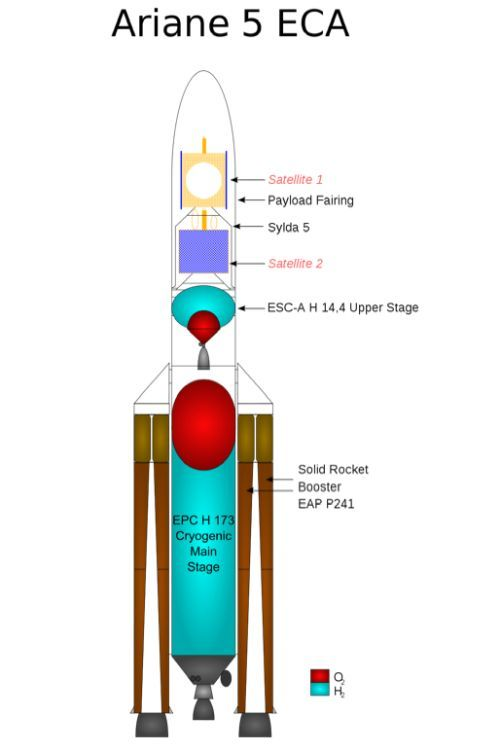 Ariane 5 ECA
Satellite 1
Payload Fairing
Sylda 5
Satellite 2
ESC-A H 14,4 Upper Stage
Solid Rocket
Booster
EAP P241
EPC H 173
Cryogenic
Main
Stage
O₂
H₂